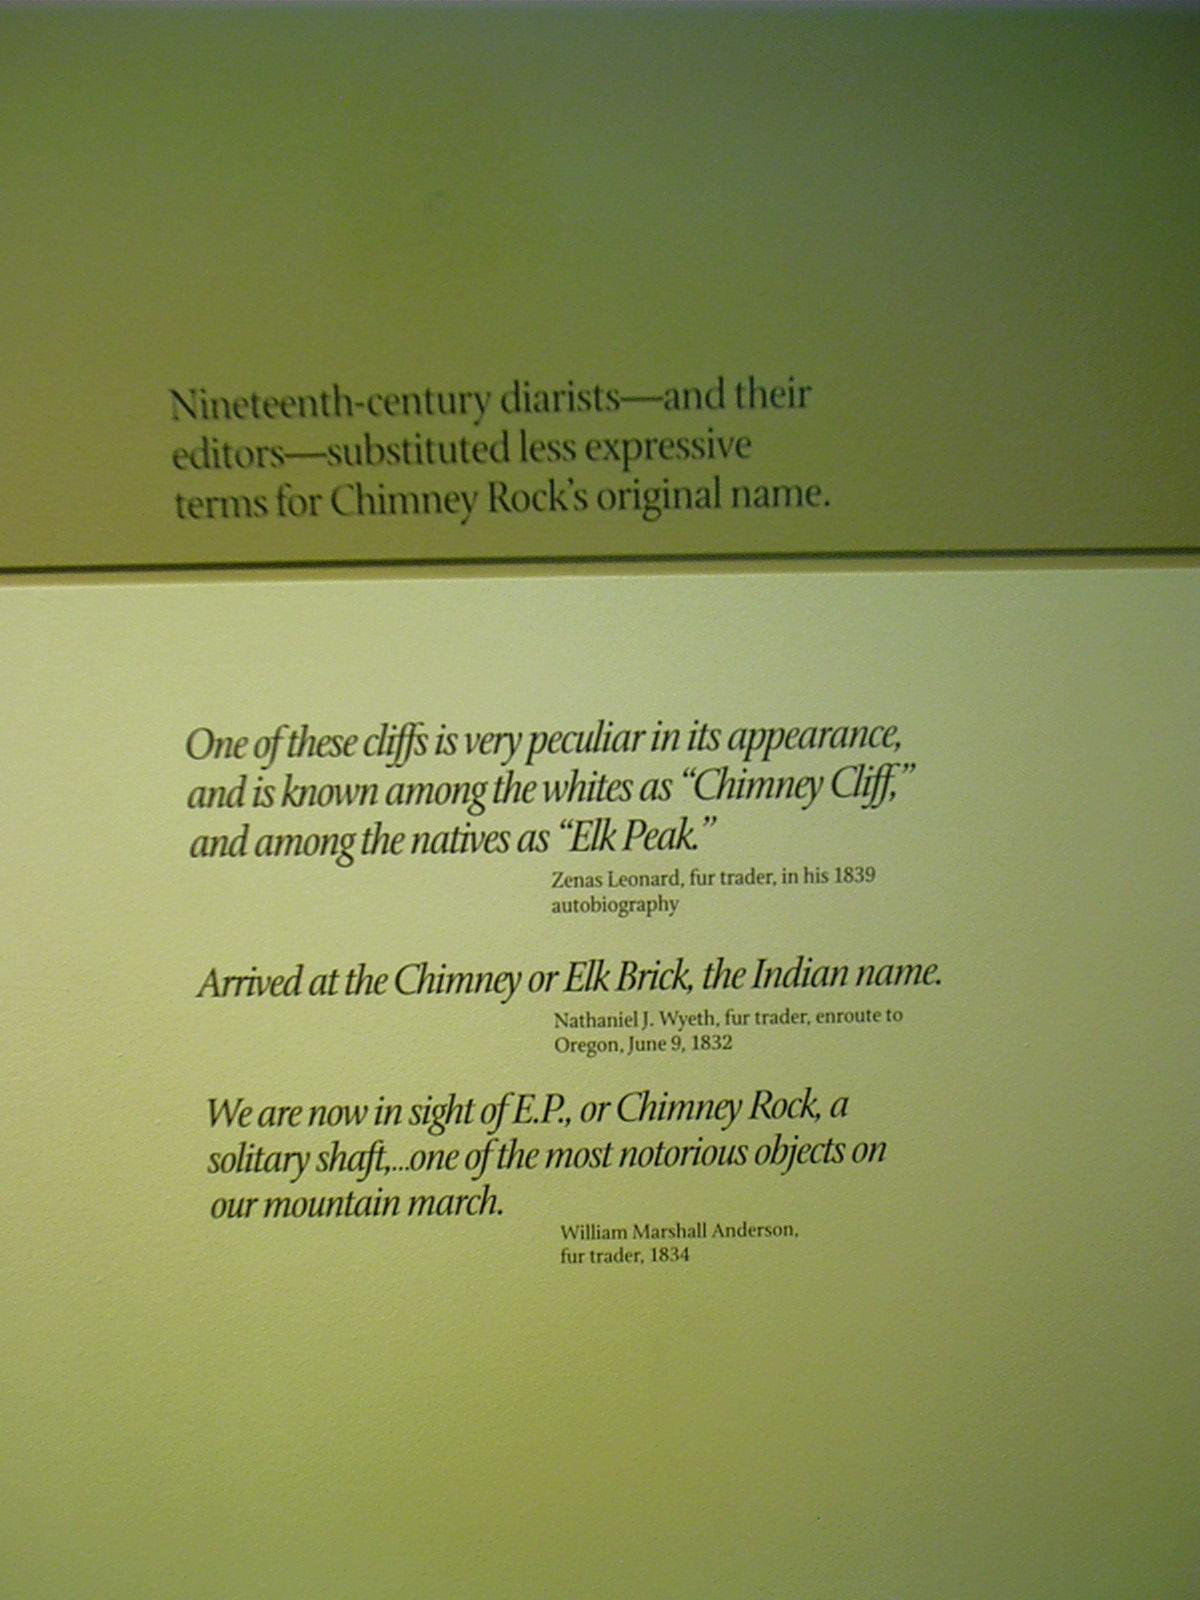 Nineteenth-century diarists—and their
editors—substituted less expressive
terms for Chimney Rock's original name.
One of these cliffs is very peculiar in its appearance,
and is known among the whites as “Chimney Cliff,”
and among the natives as “Elk Peak.”
Zenas Leonard, fur trader, in his 1839
autobiography
Arrived at the Chimney or Elk Brick, the Indian name.
Nathaniel J. Wyeth, fur trader, enroute to
Oregon, June 9, 1832
We are now in sight of E.P., or Chimney Rock, a
solitary shaft,...one of the most notorious objects on
our mountain march.
William Marshall Anderson,
fur trader, 1834